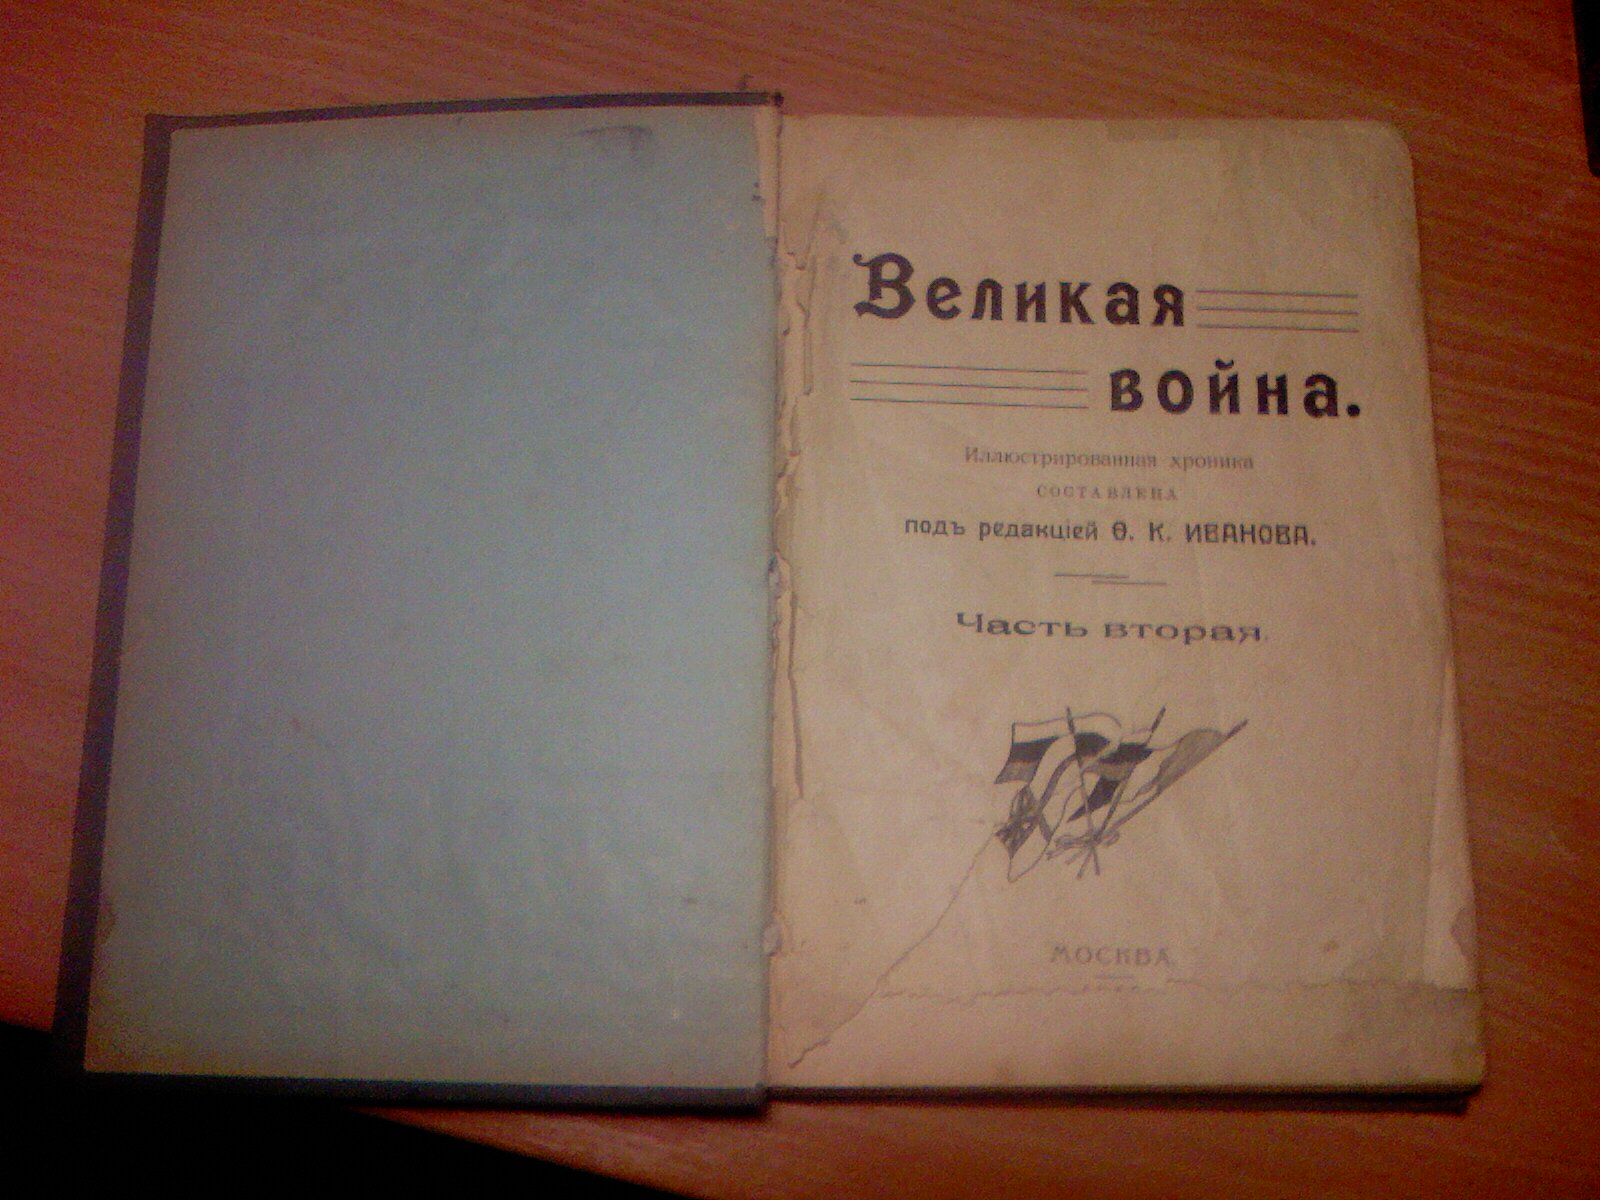 Великая
война.
Иллюстрированная хроника
СОСТАВЛЕНА
подъ редакціей Ѳ. К. ИВАНОВА.
Часть вторая.
МОСКВА.